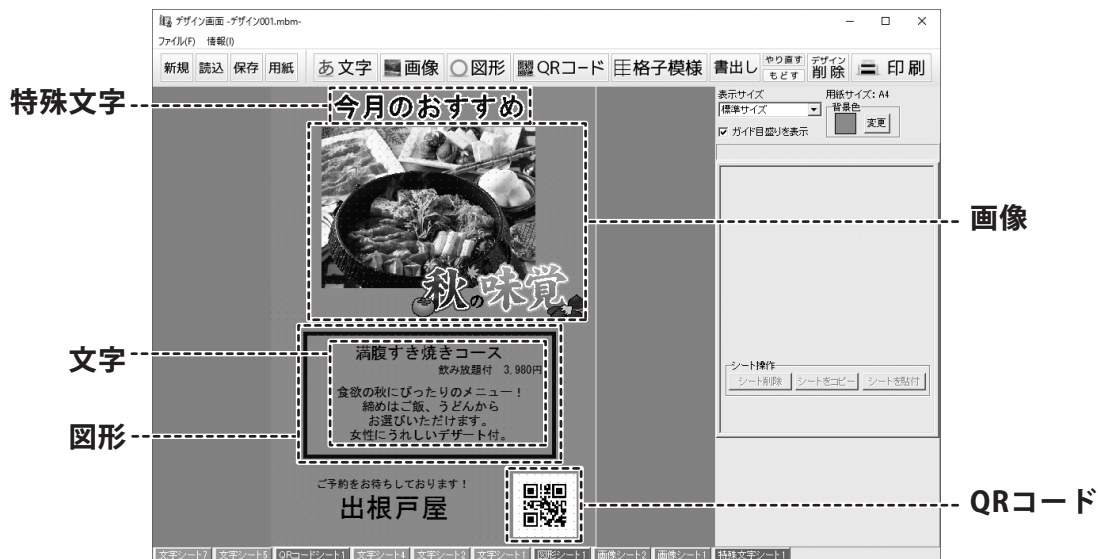 デザイン画面 -デザイン001.mbm-
ファイル(F) 情報(I)
新規 読込 保存 用紙 あ文字 画像 図形 QRコード 格子模様 書出し やり直す もどす デザイン削除 印刷
特殊文字
今月のおすすめ
表示サイズ
標準サイズ
ガイド目盛りを表示
用紙サイズ: A4
背景色
変更
画像
秋の味覚
文字
満腹すき焼きコース
飲み放題付 3,980円
食欲の秋にぴったりのメニュー!
締めはご飯、うどんから
お選びいただけます。
女性にうれしいデザート付。
図形
シート操作
シート削除 シートをコピー シートを貼付
ご予約をお待ちしております!
出根戸屋
QRコード
文字シート7 文字シート5 QRコードシート1 文字シート4 文字シート2 文字シート1 図形シート1 画像シート2 画像シート1 特殊文字シート1